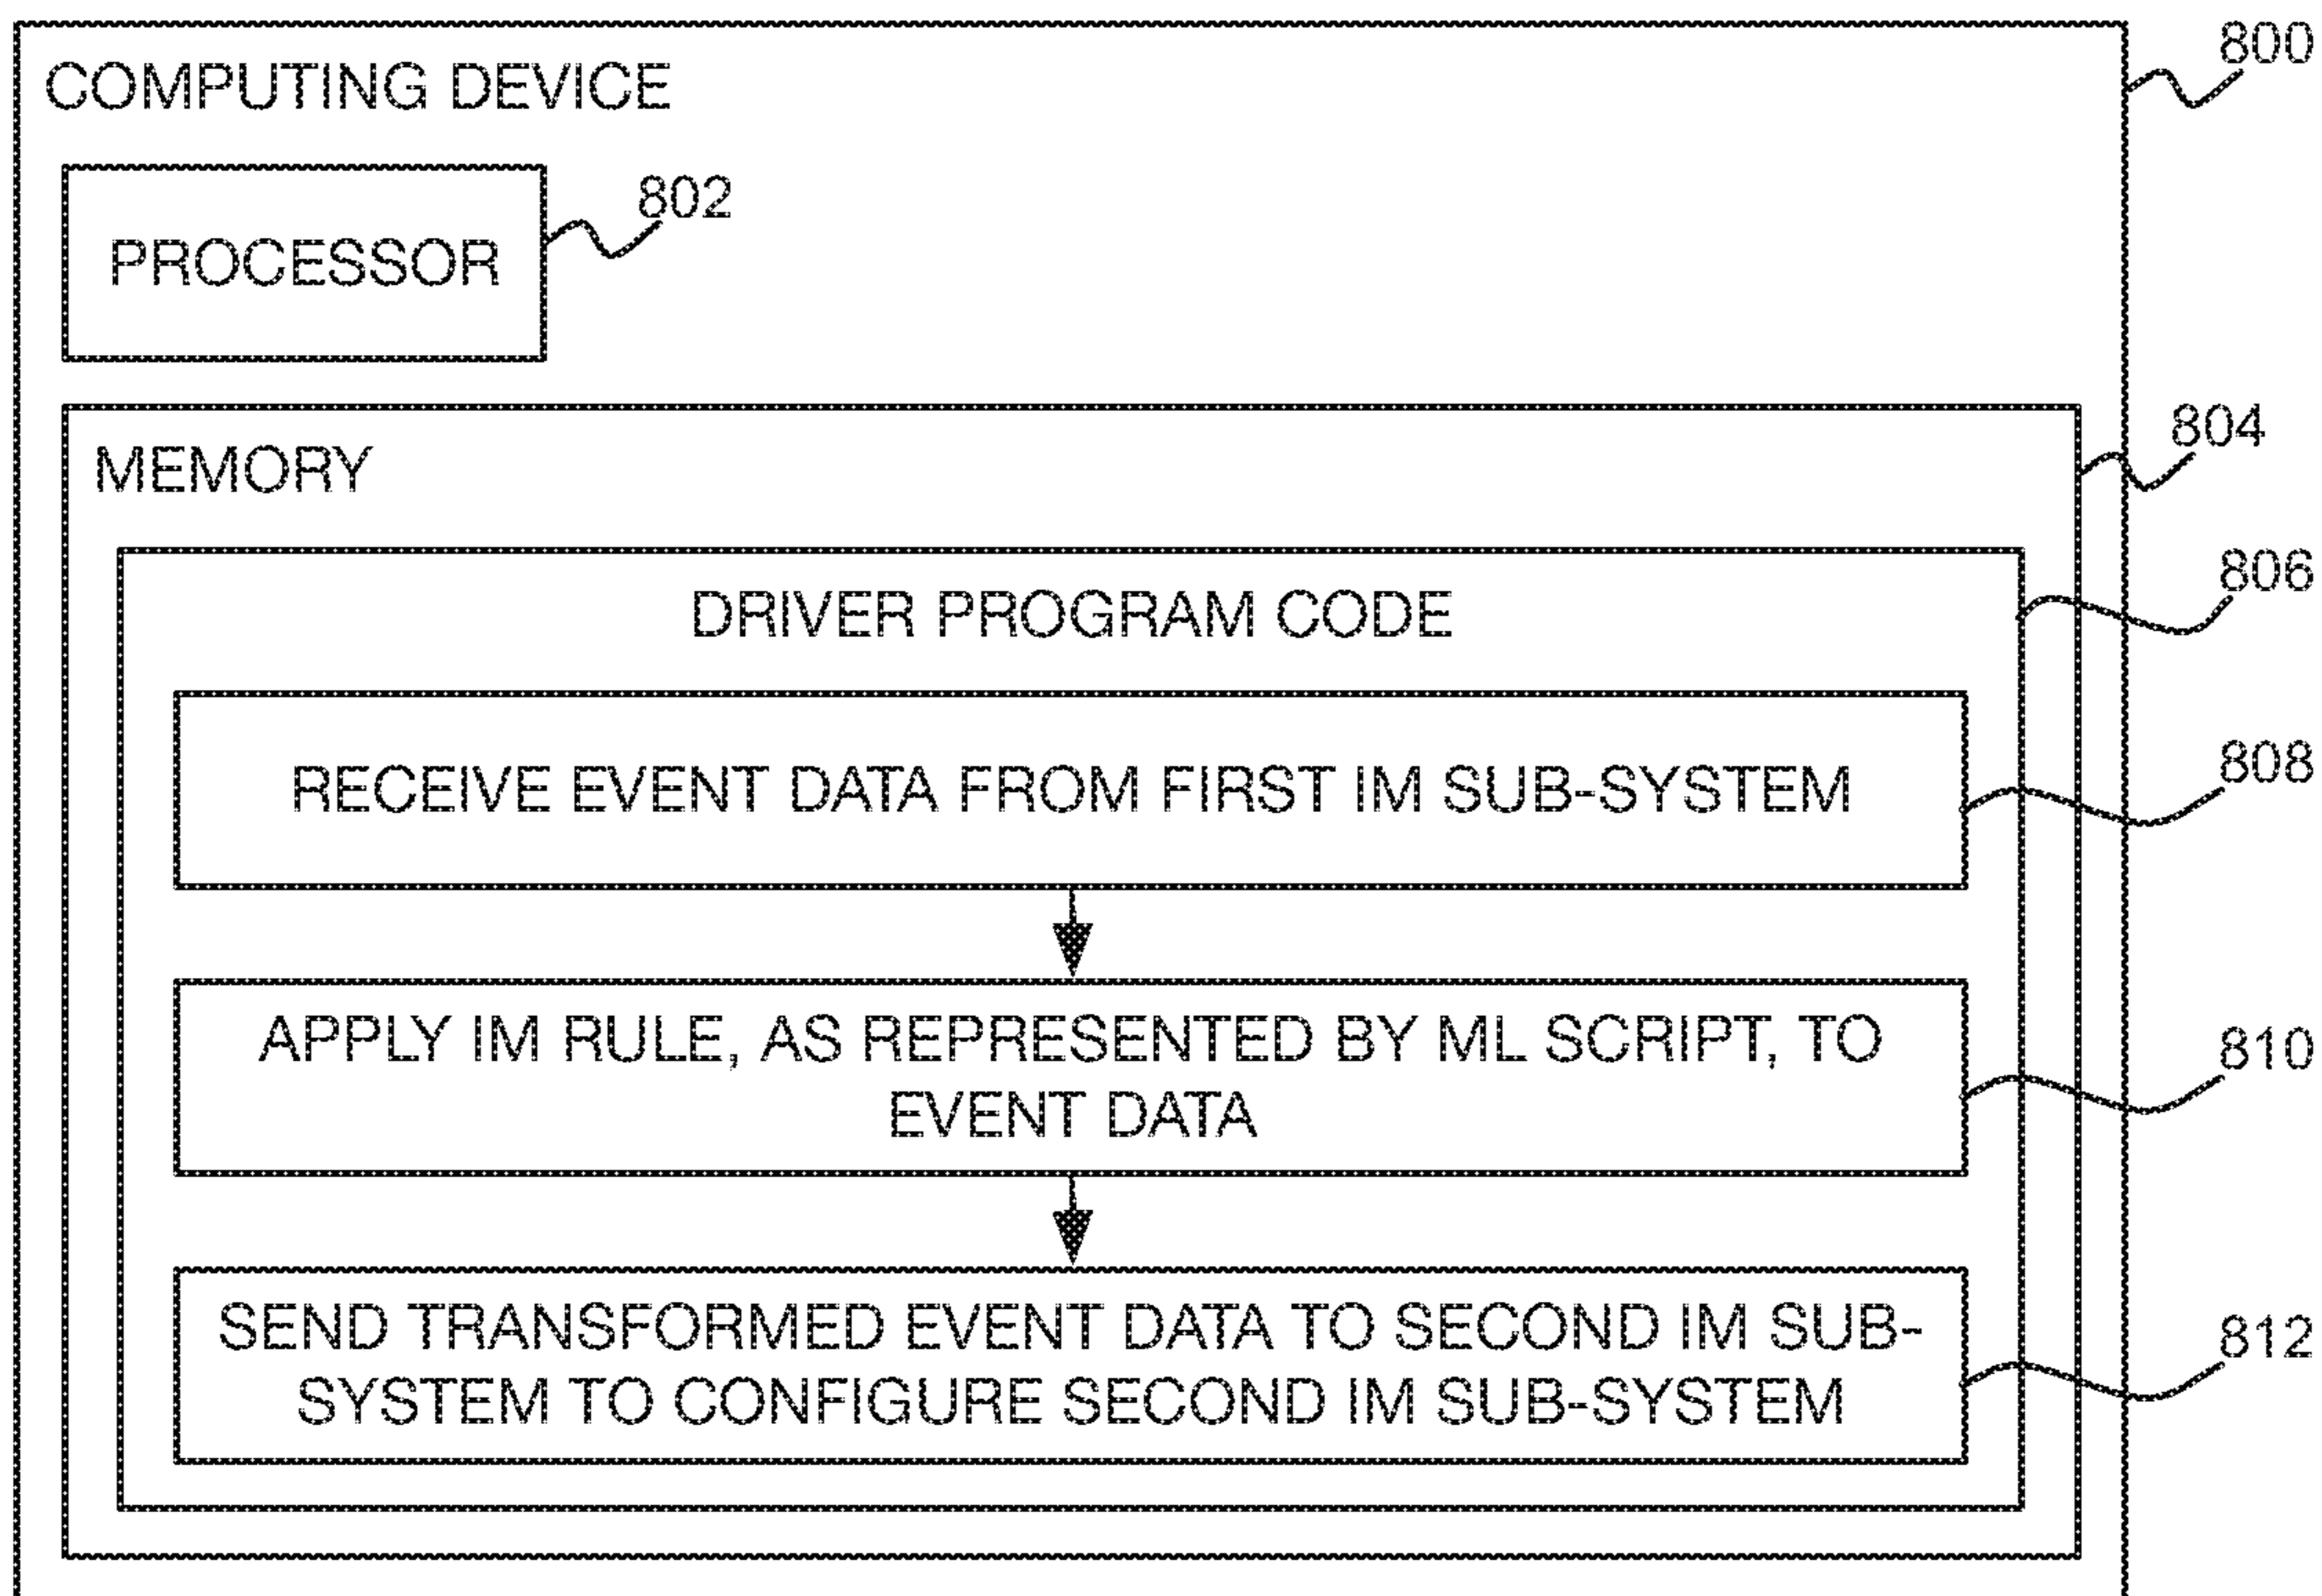 COMPUTING DEVICE
800
PROCESSOR
802
MEMORY
804
DRIVER PROGRAM CODE
806
RECEIVE EVENT DATA FROM FIRST IM SUB-SYSTEM
808
APPLY IM RULE, AS REPRESENTED BY ML SCRIPT, TO
EVENT DATA
810
SEND TRANSFORMED EVENT DATA TO SECOND IM SUB-
SYSTEM TO CONFIGURE SECOND IM SUB-SYSTEM
812